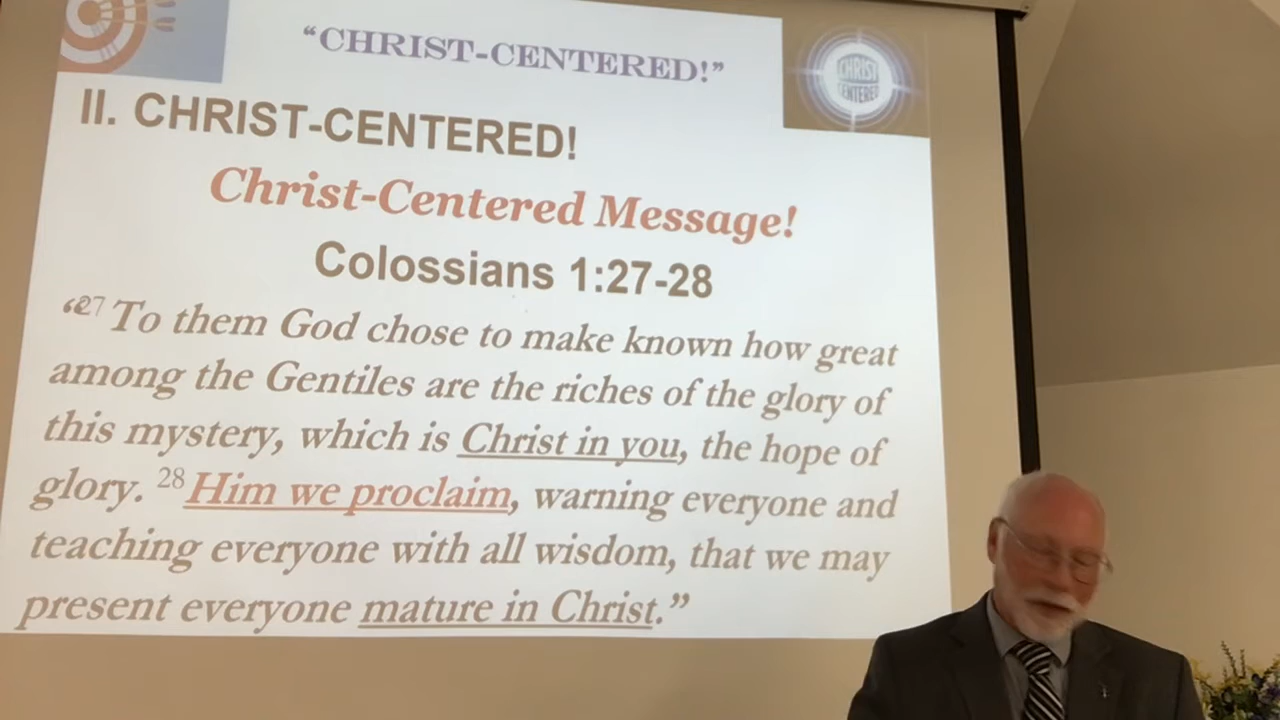 “CHRIST-CENTERED!”
CHRIST
CENTERED
II. CHRIST-CENTERED!
Christ-Centered Message!
Colossians 1:27-28
“27 To them God chose to make known how great
among the Gentiles are the riches of the glory of
this mystery, which is Christ in you, the hope of
glory. 28 Him we proclaim, warning everyone and
teaching everyone with all wisdom, that we may
present everyone mature in Christ.”